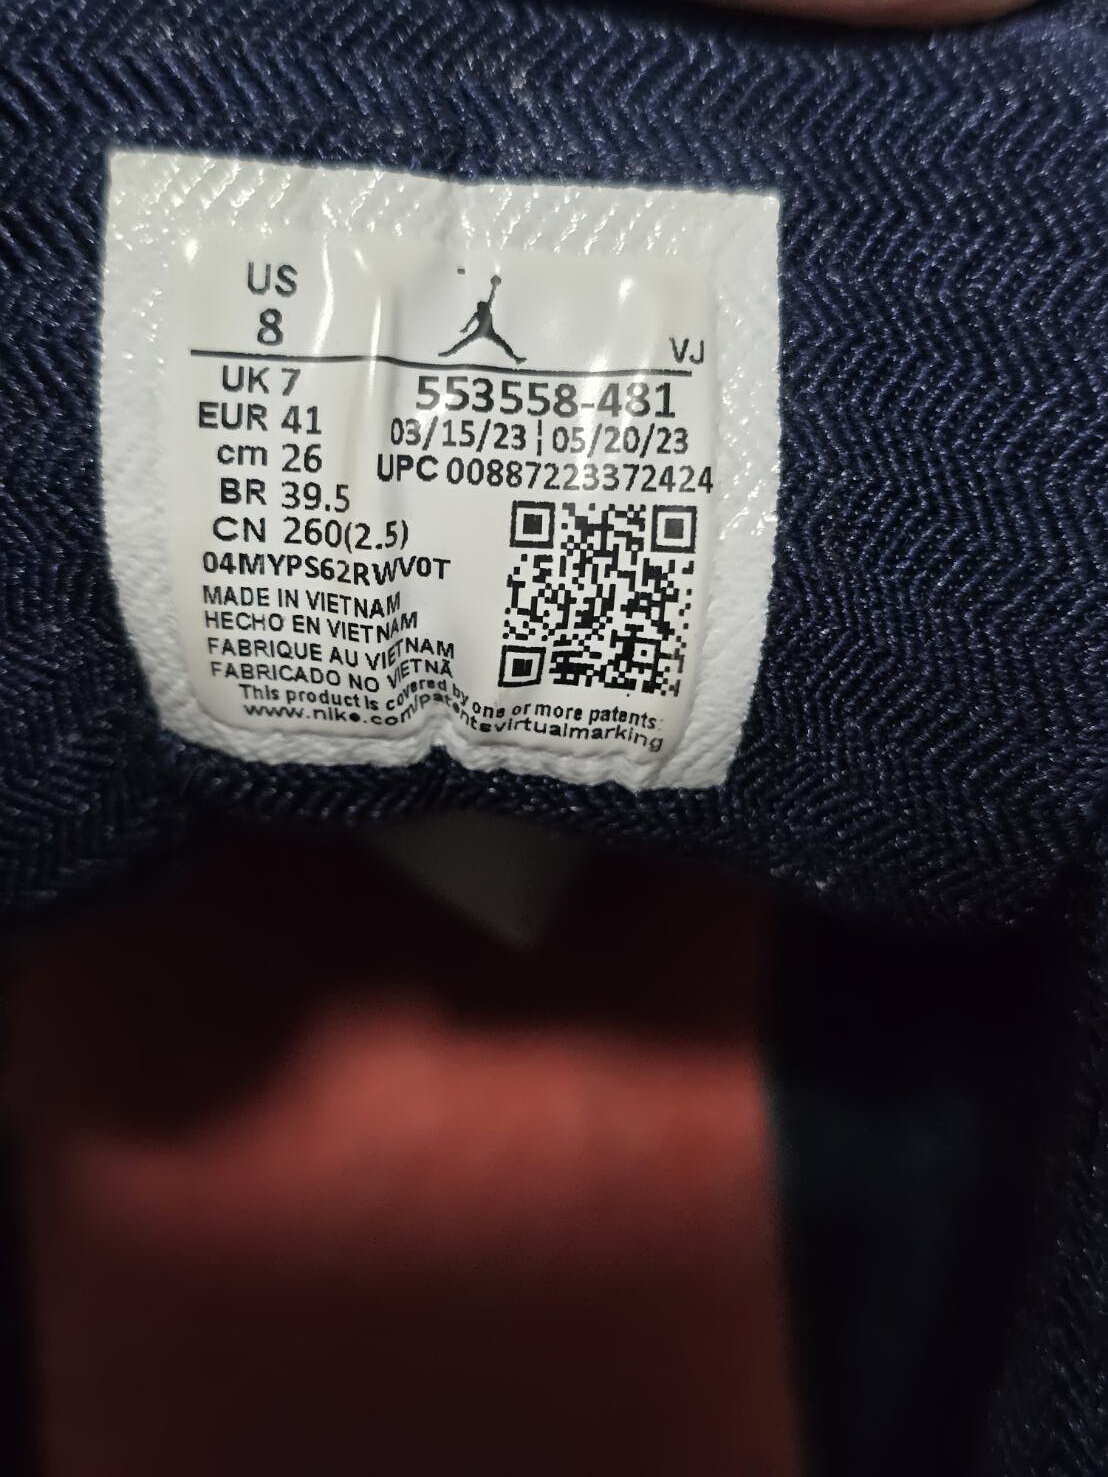 US
8
VJ
UK 7
553558-481
EUR 41
03/15/23 ¦ 05/20/23
cm 26
UPC 00887223372424
BR 39.5
CN 260(2.5)
04MYPS62RWV0T
MADE IN VIETNAM
HECHO EN VIETNAM
FABRIQUE AU VIETNAM
FABRICADO NO VIETNÃ
This product is covered by one or more patents:
www.nike.com/patentsvirtualmarking